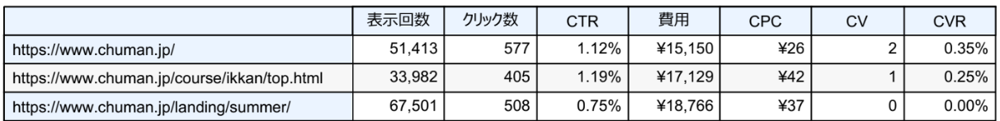 表示回数 クリック数 CTR 費用 CPC CV CVR
https://www.chuman.jp/ 51,413 577 1.12% ¥15,150 ¥26 2 0.35%
https://www.chuman.jp/course/ikkan/top.html 33,982 405 1.19% ¥17,129 ¥42 1 0.25%
https://www.chuman.jp/landing/summer/ 67,501 508 0.75% ¥18,766 ¥37 0 0.00%